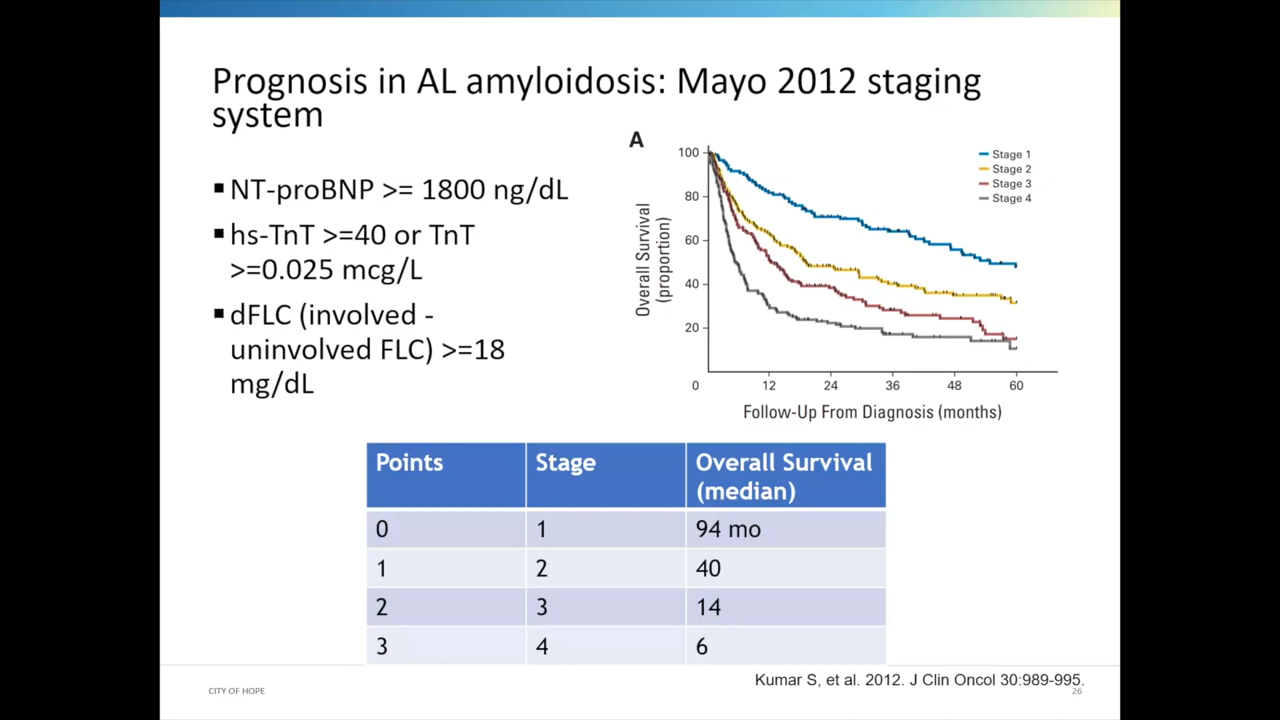 Prognosis in AL amyloidosis: Mayo 2012 staging
system
▪ NT-proBNP >= 1800 ng/dL
▪ hs-TnT >=40 or TnT
>=0.025 mcg/L
▪ dFLC (involved -
uninvolved FLC) >=18
mg/dL
A
Overall Survival
(proportion)
100
80
60
40
20
0
12
24
36
48
60
Follow-Up From Diagnosis (months)
Stage 1
Stage 2
Stage 3
Stage 4
Points Stage Overall Survival
(median)
0 1 94 mo
1 2 40
2 3 14
3 4 6
Kumar S, et al. 2012. J Clin Oncol 30:989-995.
CITY OF HOPE
26